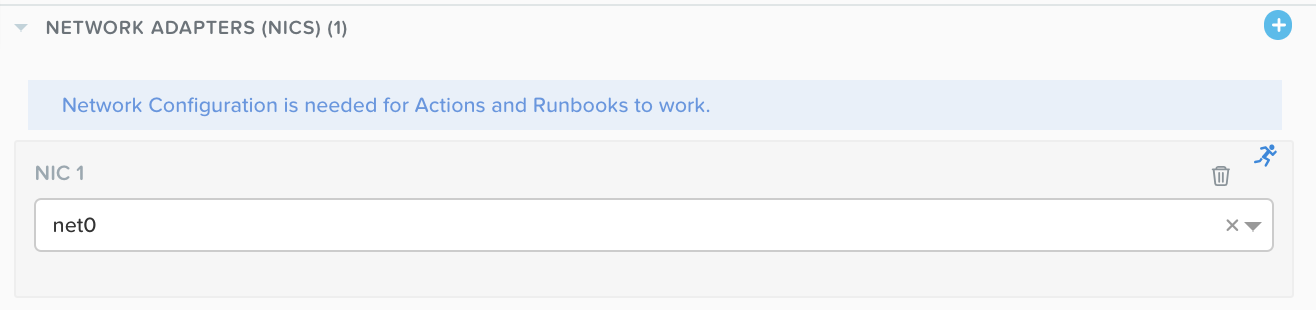 NETWORK ADAPTERS (NICS) (1)
Network Configuration is needed for Actions and Runbooks to work.
NIC 1
net0